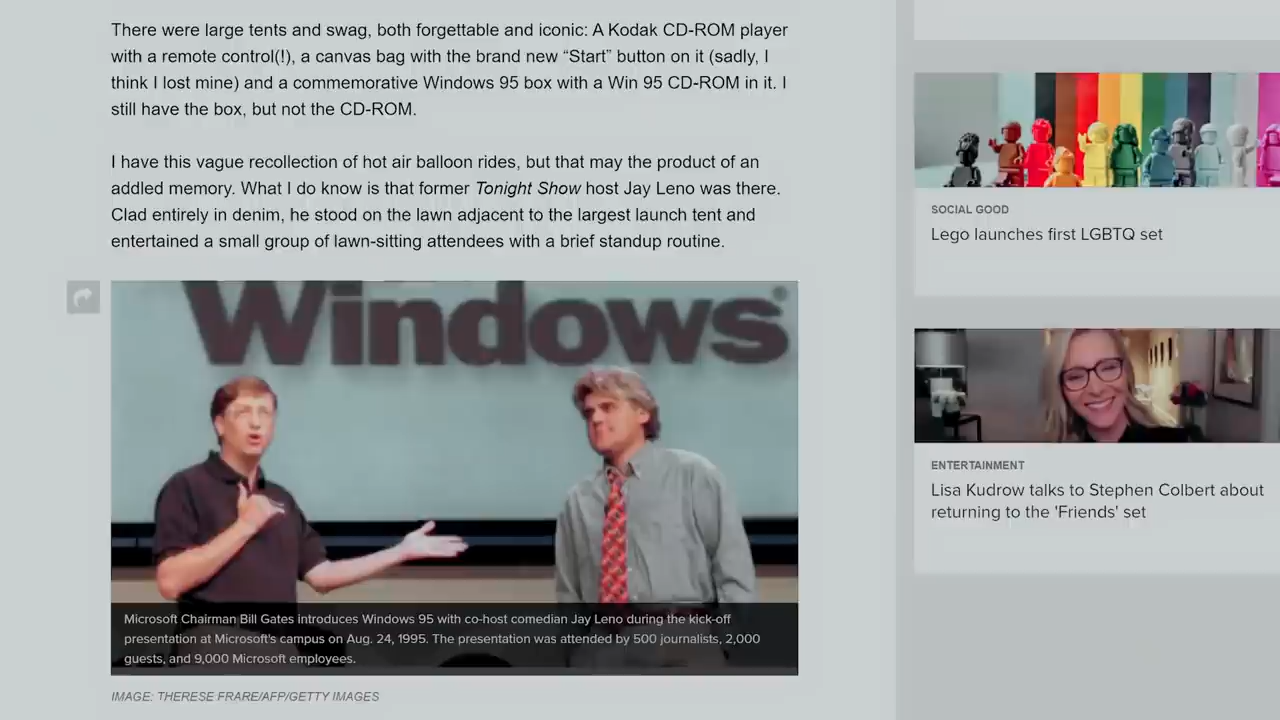 There were large tents and swag, both forgettable and iconic: A Kodak CD-ROM player
with a remote control(!), a canvas bag with the brand new “Start” button on it (sadly, I
think I lost mine) and a commemorative Windows 95 box with a Win 95 CD-ROM in it. I
still have the box, but not the CD-ROM.
I have this vague recollection of hot air balloon rides, but that may the product of an
addled memory. What I do know is that former Tonight Show host Jay Leno was there.
Clad entirely in denim, he stood on the lawn adjacent to the largest launch tent and
entertained a small group of lawn-sitting attendees with a brief standup routine.
Windows®
Microsoft Chairman Bill Gates introduces Windows 95 with co-host comedian Jay Leno during the kick-off
presentation at Microsoft's campus on Aug. 24, 1995. The presentation was attended by 500 journalists, 2,000
guests, and 9,000 Microsoft employees.
IMAGE: THERESE FRARE/AFP/GETTY IMAGES
SOCIAL GOOD
Lego launches first LGBTQ set
ENTERTAINMENT
Lisa Kudrow talks to Stephen Colbert about
returning to the 'Friends' set